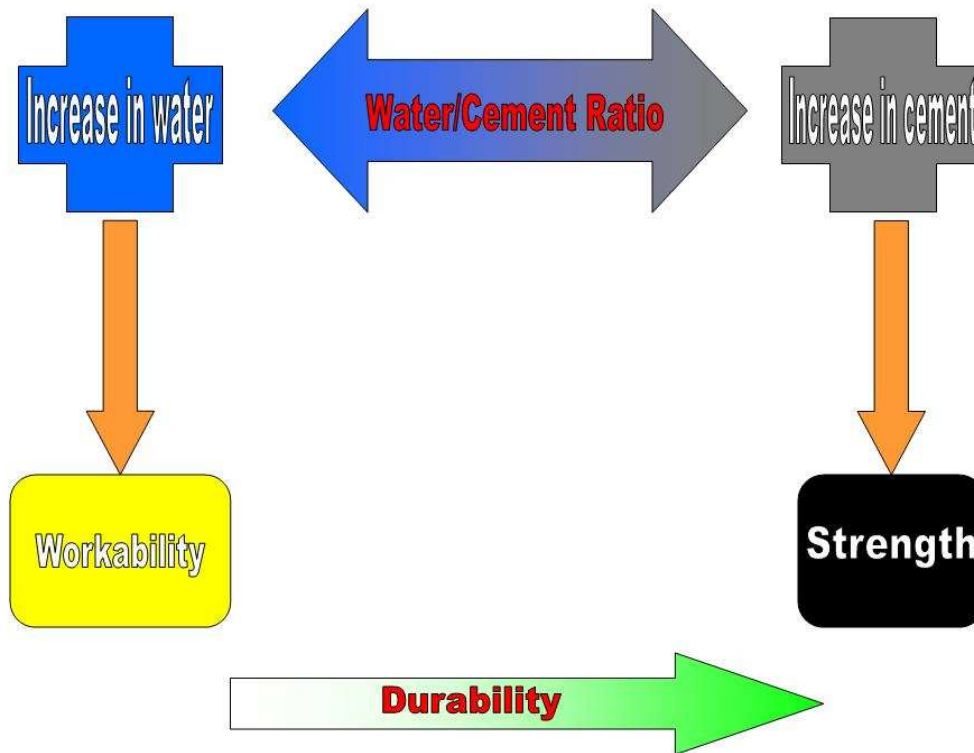 Increase in water
Water/Cement Ratio
Increase in cement
Workability
Strength
Durability